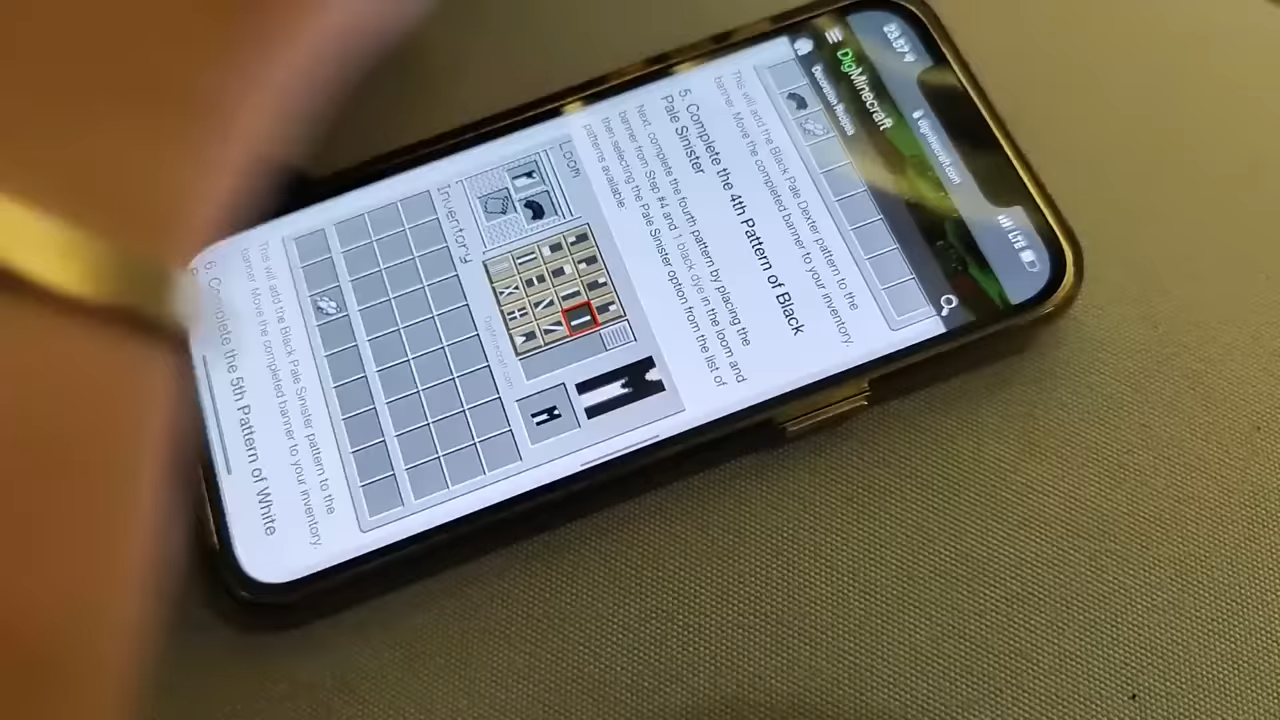 23:57
digminecraft.com
LTE
DigMinecraft
Decoration Recipes
This will add the Black Pale Dexter pattern to the
banner. Move the completed banner to your inventory.
5. Complete the 4th Pattern of Black
Pale Sinister
Next, complete the fourth pattern by placing the
banner from Step #4 and 1 black dye in the loom and
then selecting the Pale Sinister option from the list of
patterns available:
Loom
Inventory
DigMinecraft.com
This will add the Black Pale Sinister pattern to the
banner. Move the completed banner to your inventory.
6. Complete the 5th Pattern of White